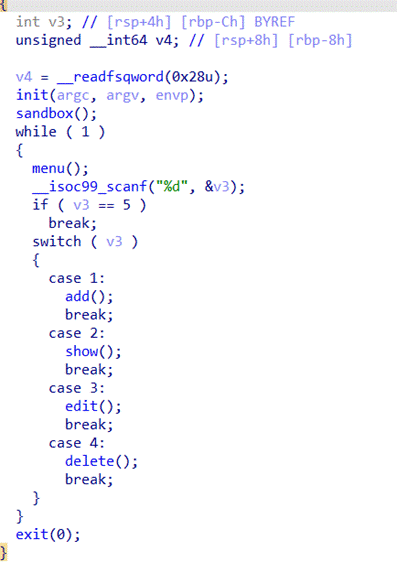 {
int v3; // [rsp+4h] [rbp-Ch] BYREF
unsigned __int64 v4; // [rsp+8h] [rbp-8h]
v4 = __readfsqword(0x28u);
init(argc, argv, envp);
sandbox();
while ( 1 )
{
menu();
__isoc99_scanf("%d", &v3);
if ( v3 == 5 )
break;
switch ( v3 )
{
case 1:
add();
break;
case 2:
show();
break;
case 3:
edit();
break;
case 4:
delete();
break;
}
}
exit(0);
}